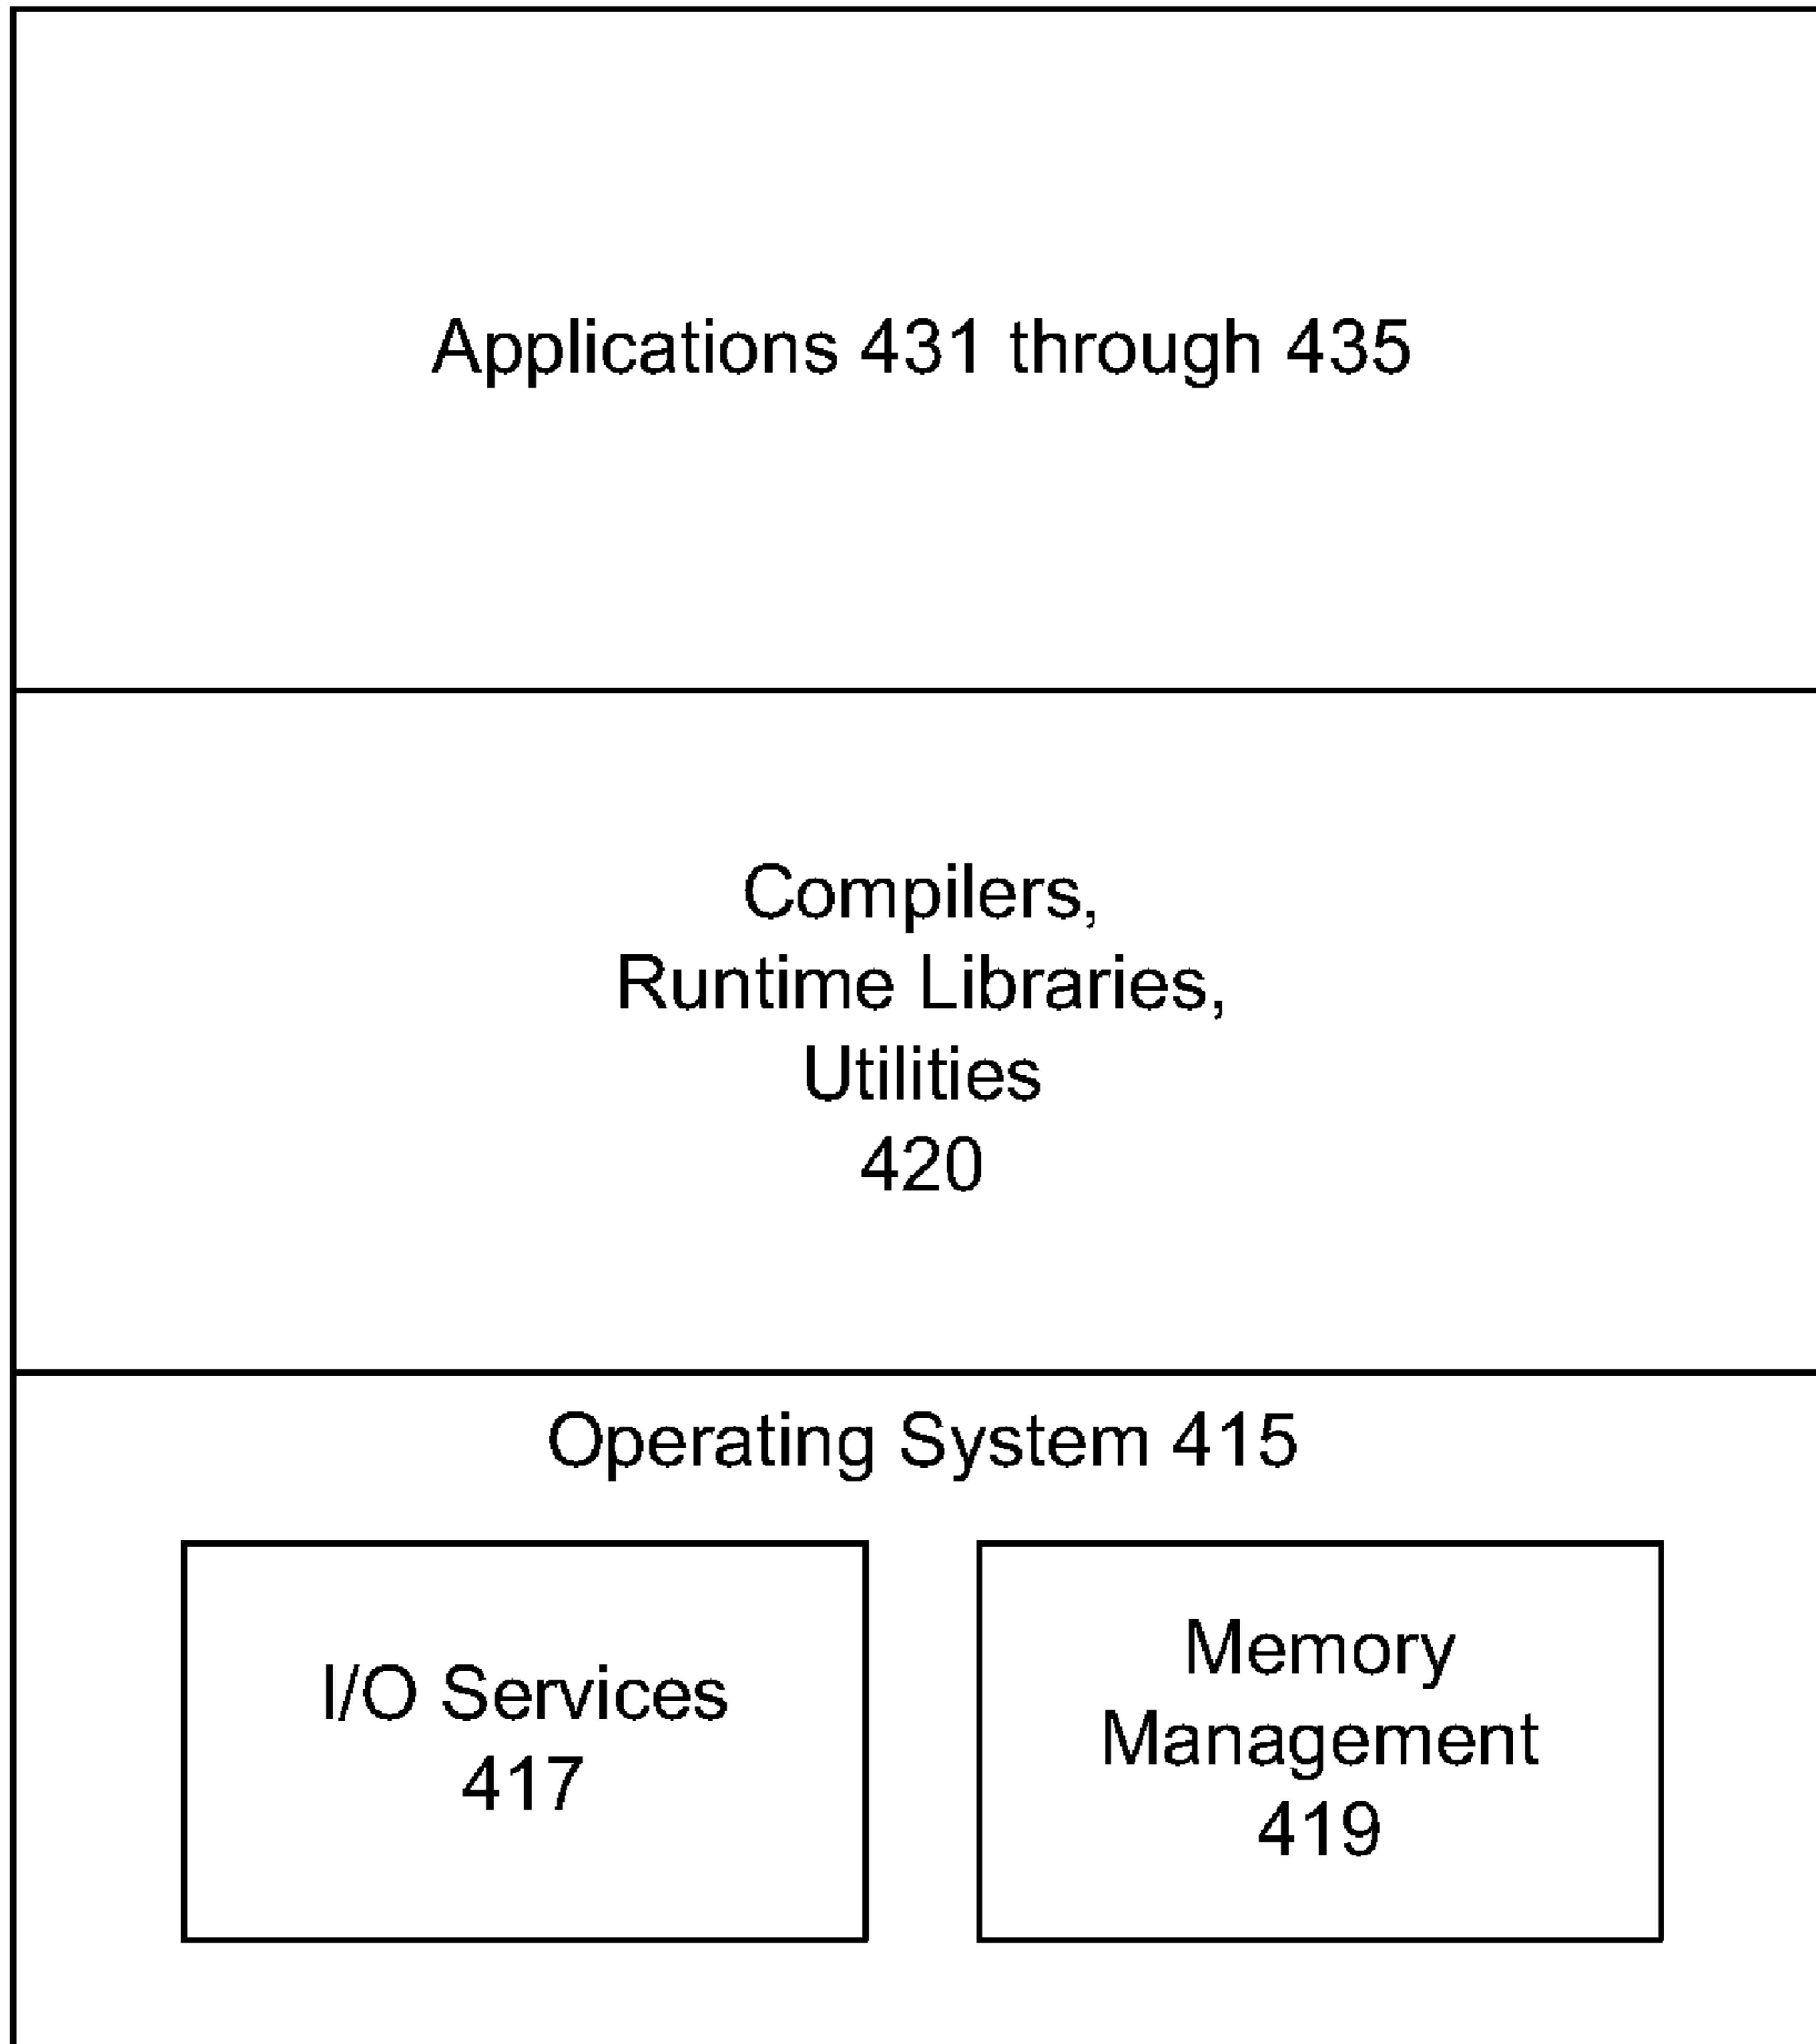 Applications 431 through 435
Compilers,
Runtime Libraries,
Utilities
420
Operating System 415
I/O Services
417
Memory
Management
419